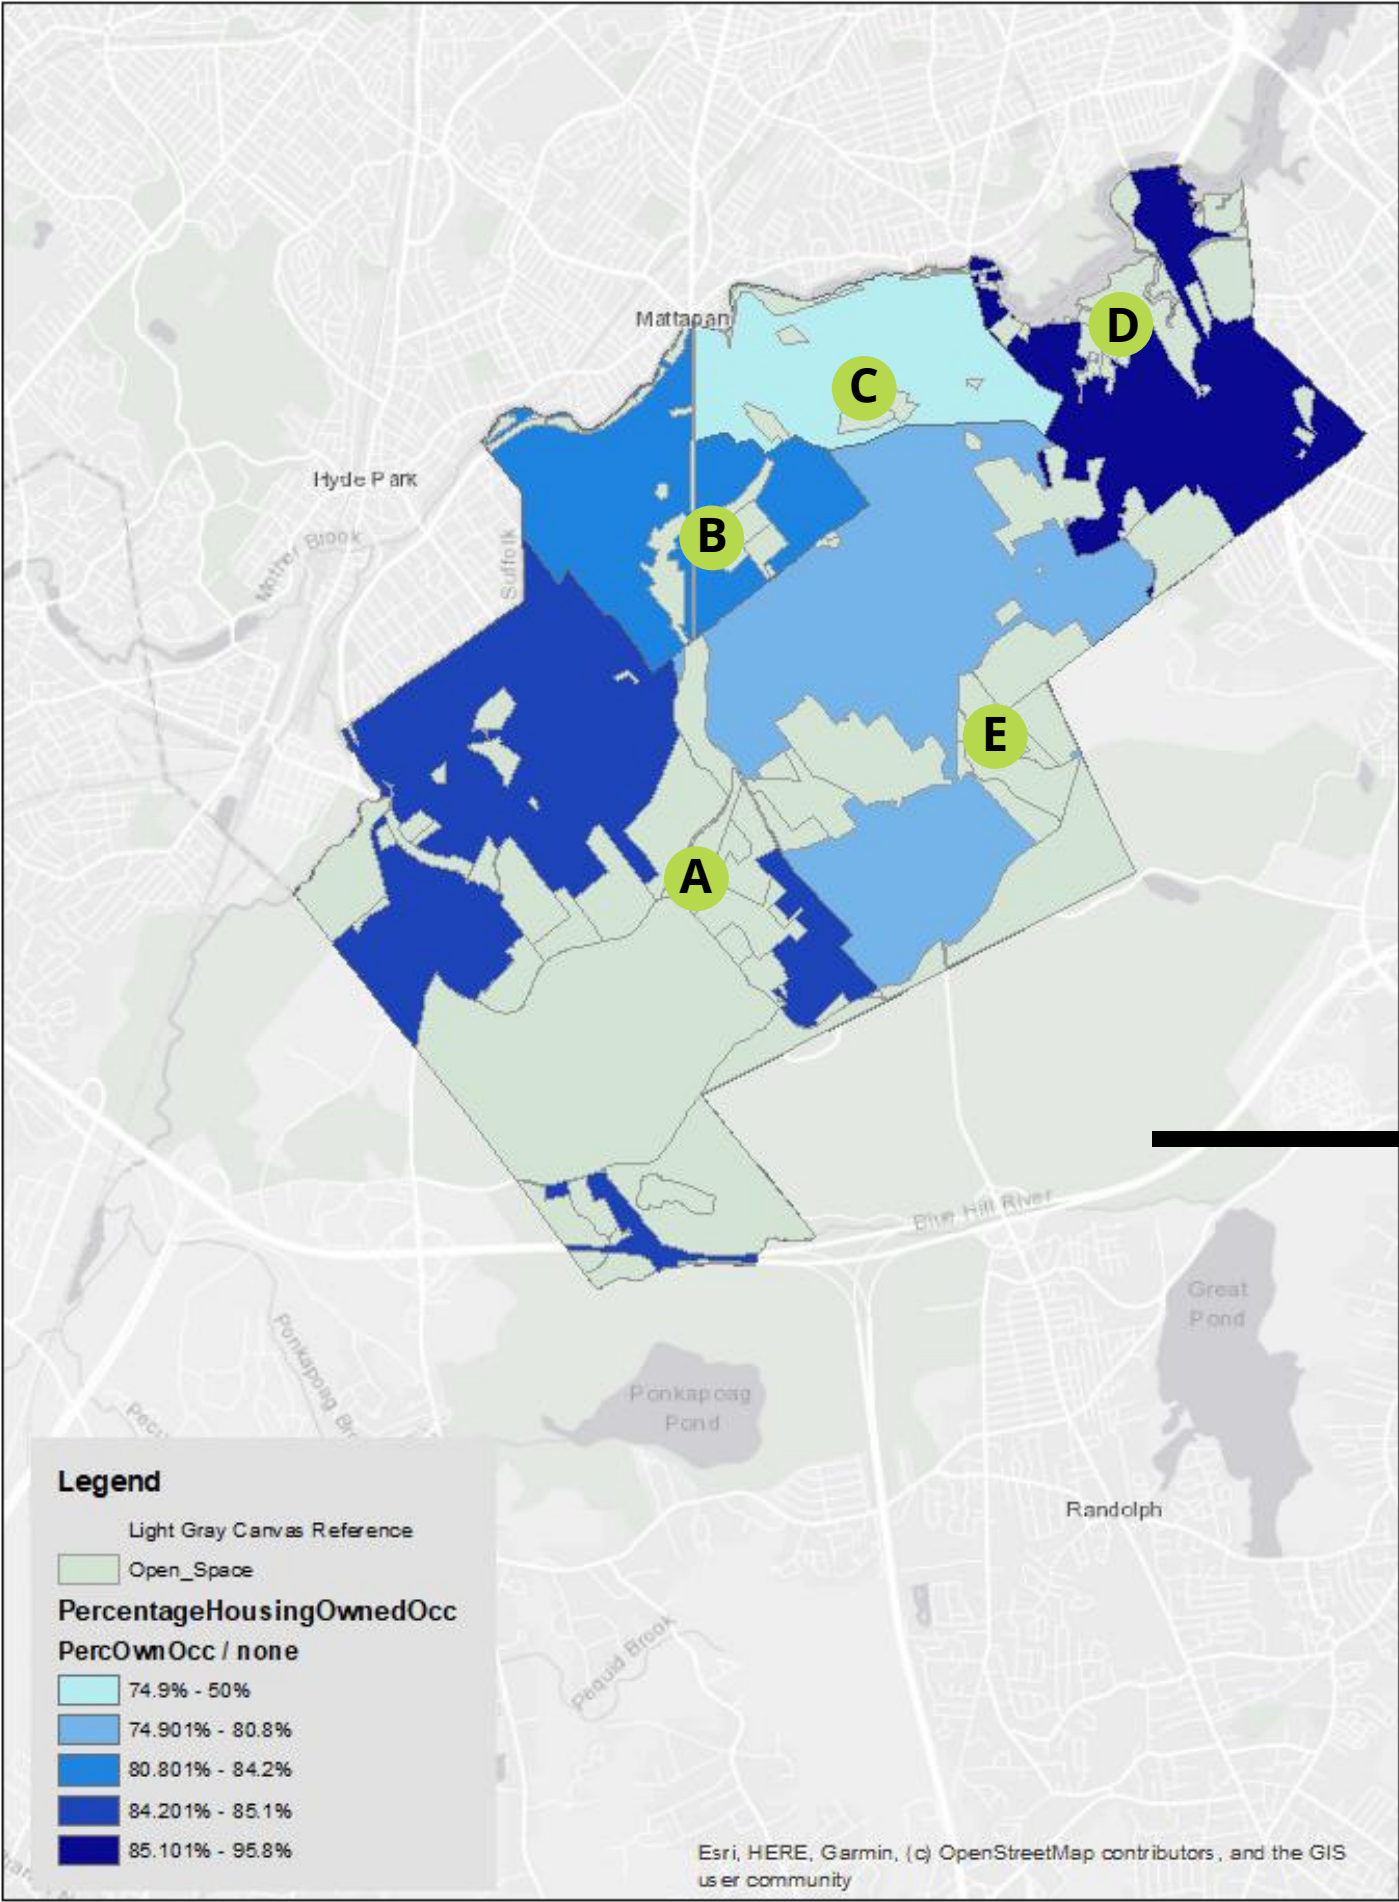 Mattapan
D
C
Hyde Park
Mother Brook
Suffolk
B
E
A
Blue Hill River
Great
Pond
Ponkapoag
Pond
Ponkapoag Br
Randolph
Pequid Brook
Legend
Light Gray Canvas Reference
Open_Space
PercentageHousingOwnedOcc
PercOwnOcc / none
74.9% - 50%
74.901% - 80.8%
80.801% - 84.2%
84.201% - 85.1%
85.101% - 95.8%
Esri, HERE, Garmin, (c) OpenStreetMap contributors, and the GIS
user community